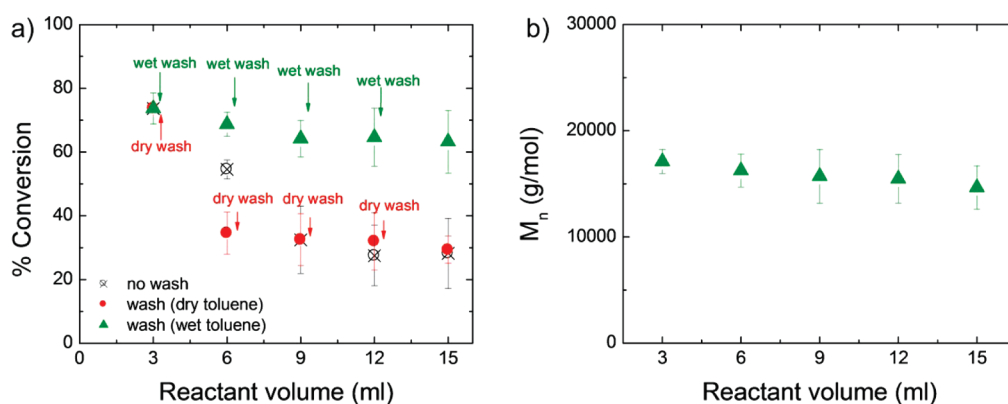 a)
100
80
60
40
20
0
% Conversion
wet wash
wet wash
wet wash
wet wash
dry wash
dry wash
dry wash
dry wash
no wash
wash (dry toluene)
wash (wet toluene)
0
3
6
9
12
15
Reactant volume (ml)
b)
30000
20000
10000
0
Mn (g/mol)
3
6
9
12
15
Reactant volume (ml)